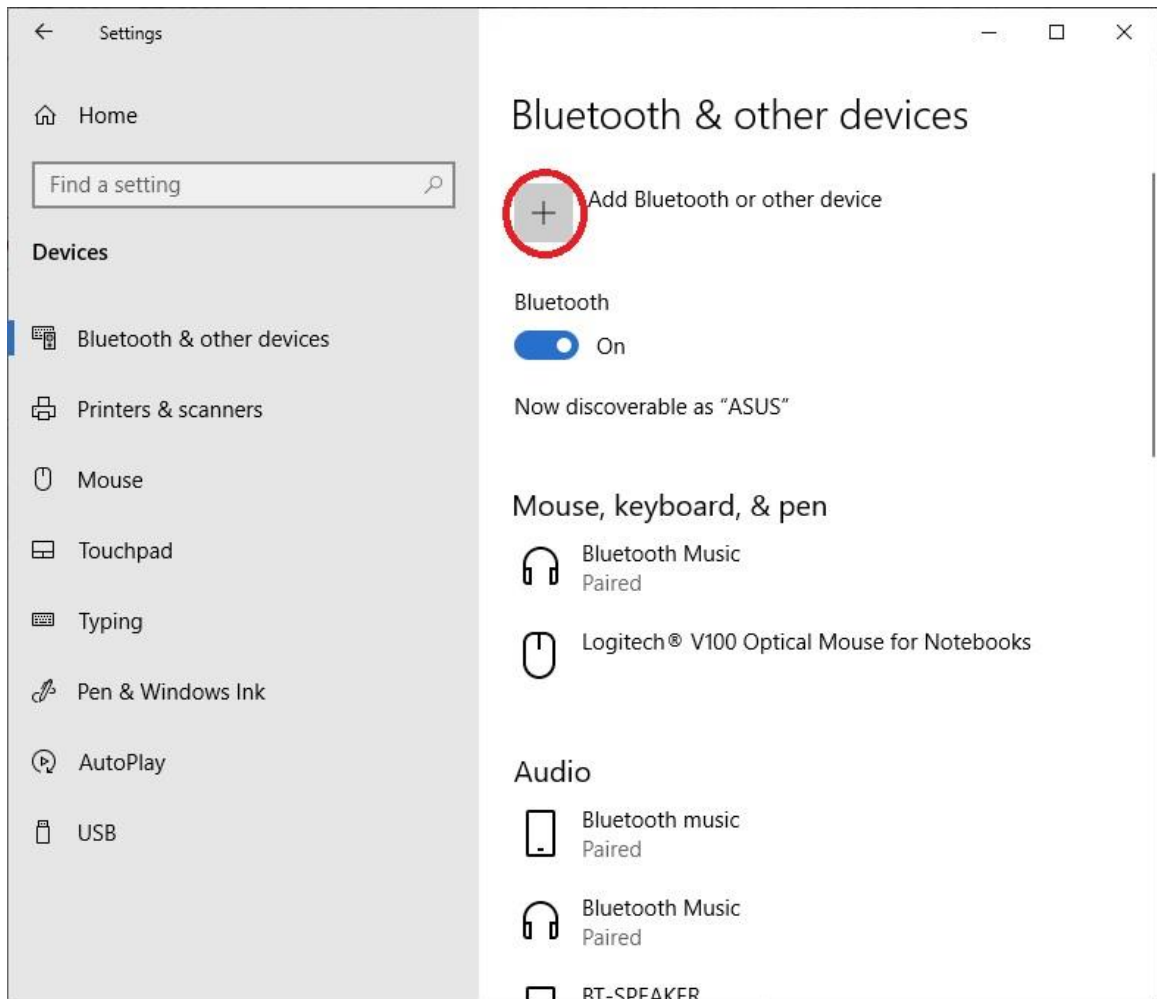 Settings
Home
Find a setting
Devices
Bluetooth & other devices
Printers & scanners
Mouse
Touchpad
Typing
Pen & Windows Ink
AutoPlay
USB
Bluetooth & other devices
Add Bluetooth or other device
Bluetooth
On
Now discoverable as “ASUS”
Mouse, keyboard, & pen
Bluetooth Music
Paired
Logitech® V100 Optical Mouse for Notebooks
Audio
Bluetooth music
Paired
Bluetooth Music
Paired
BT-SPEAKER